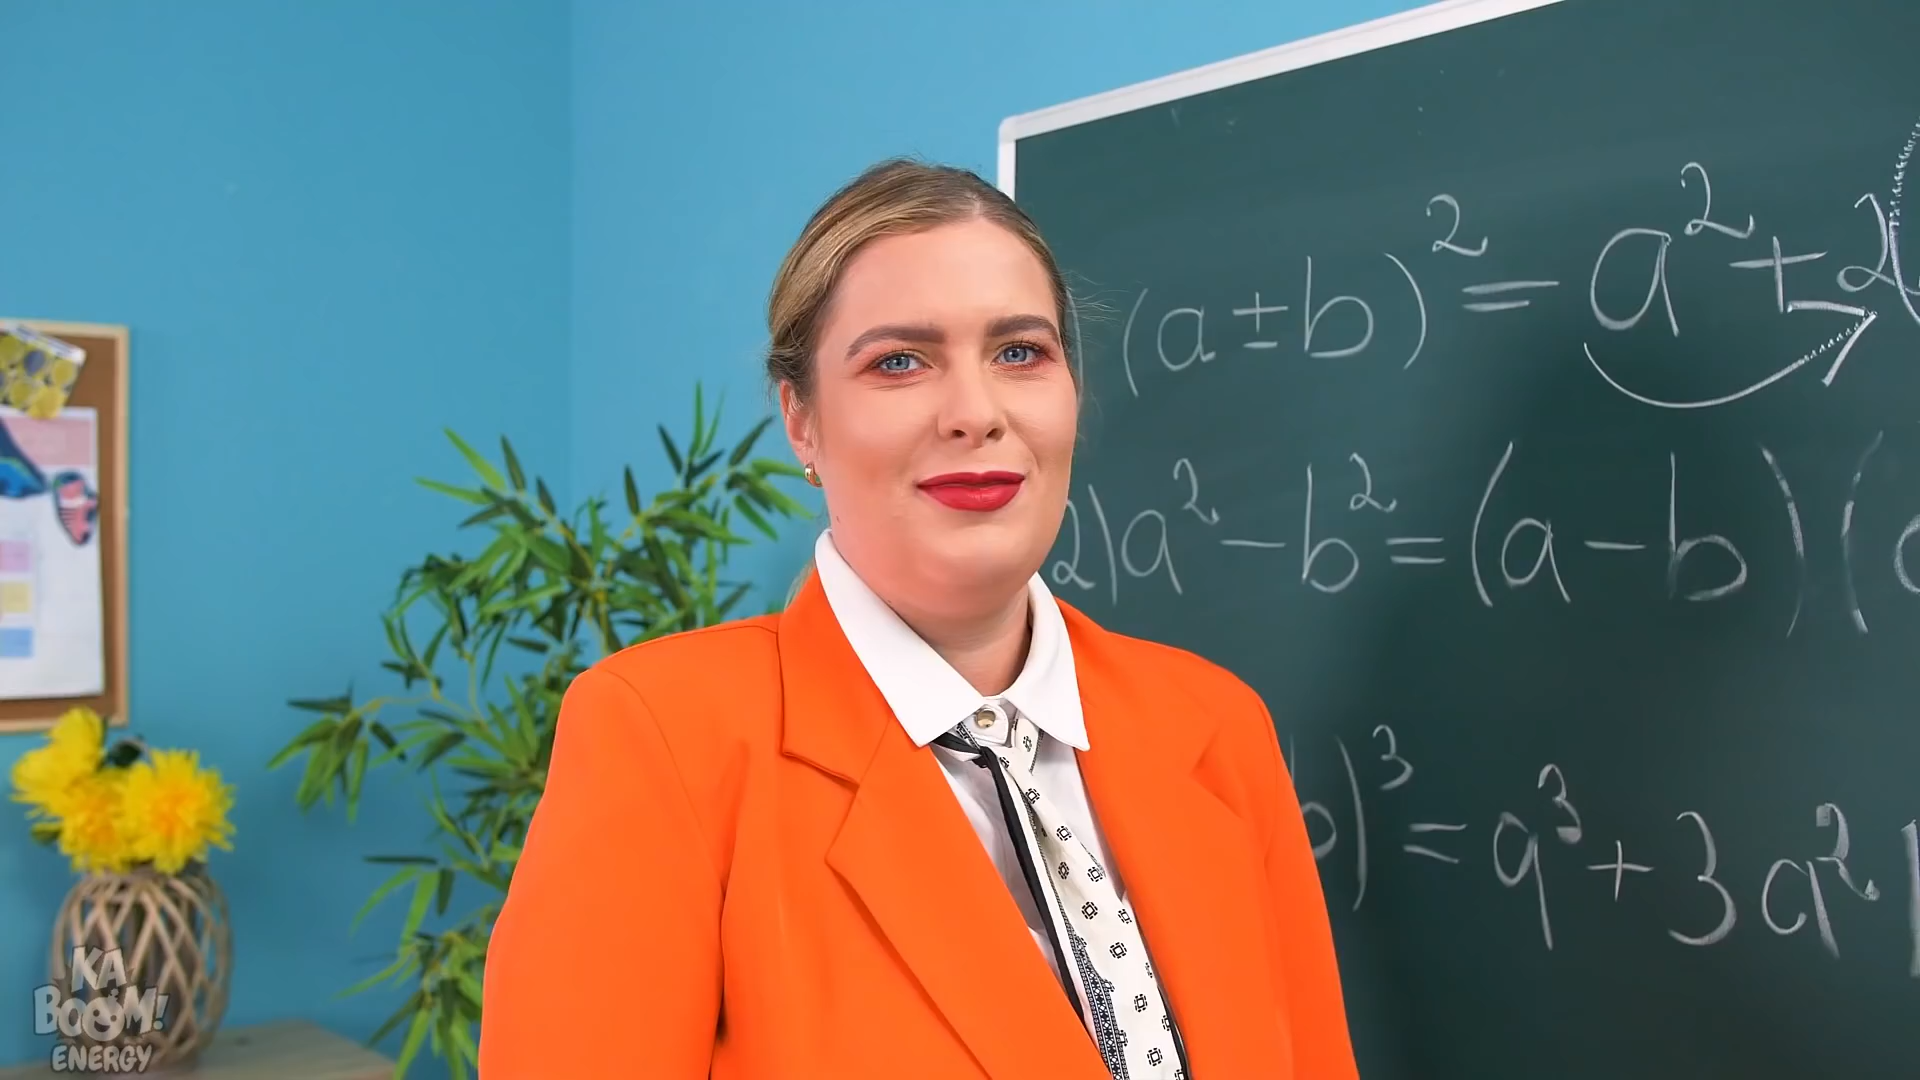 (a±b)²=a²+2
2)a²-b²=(a-b)(
b)³=a³+3a²
KA
BOOM!
ENERGY